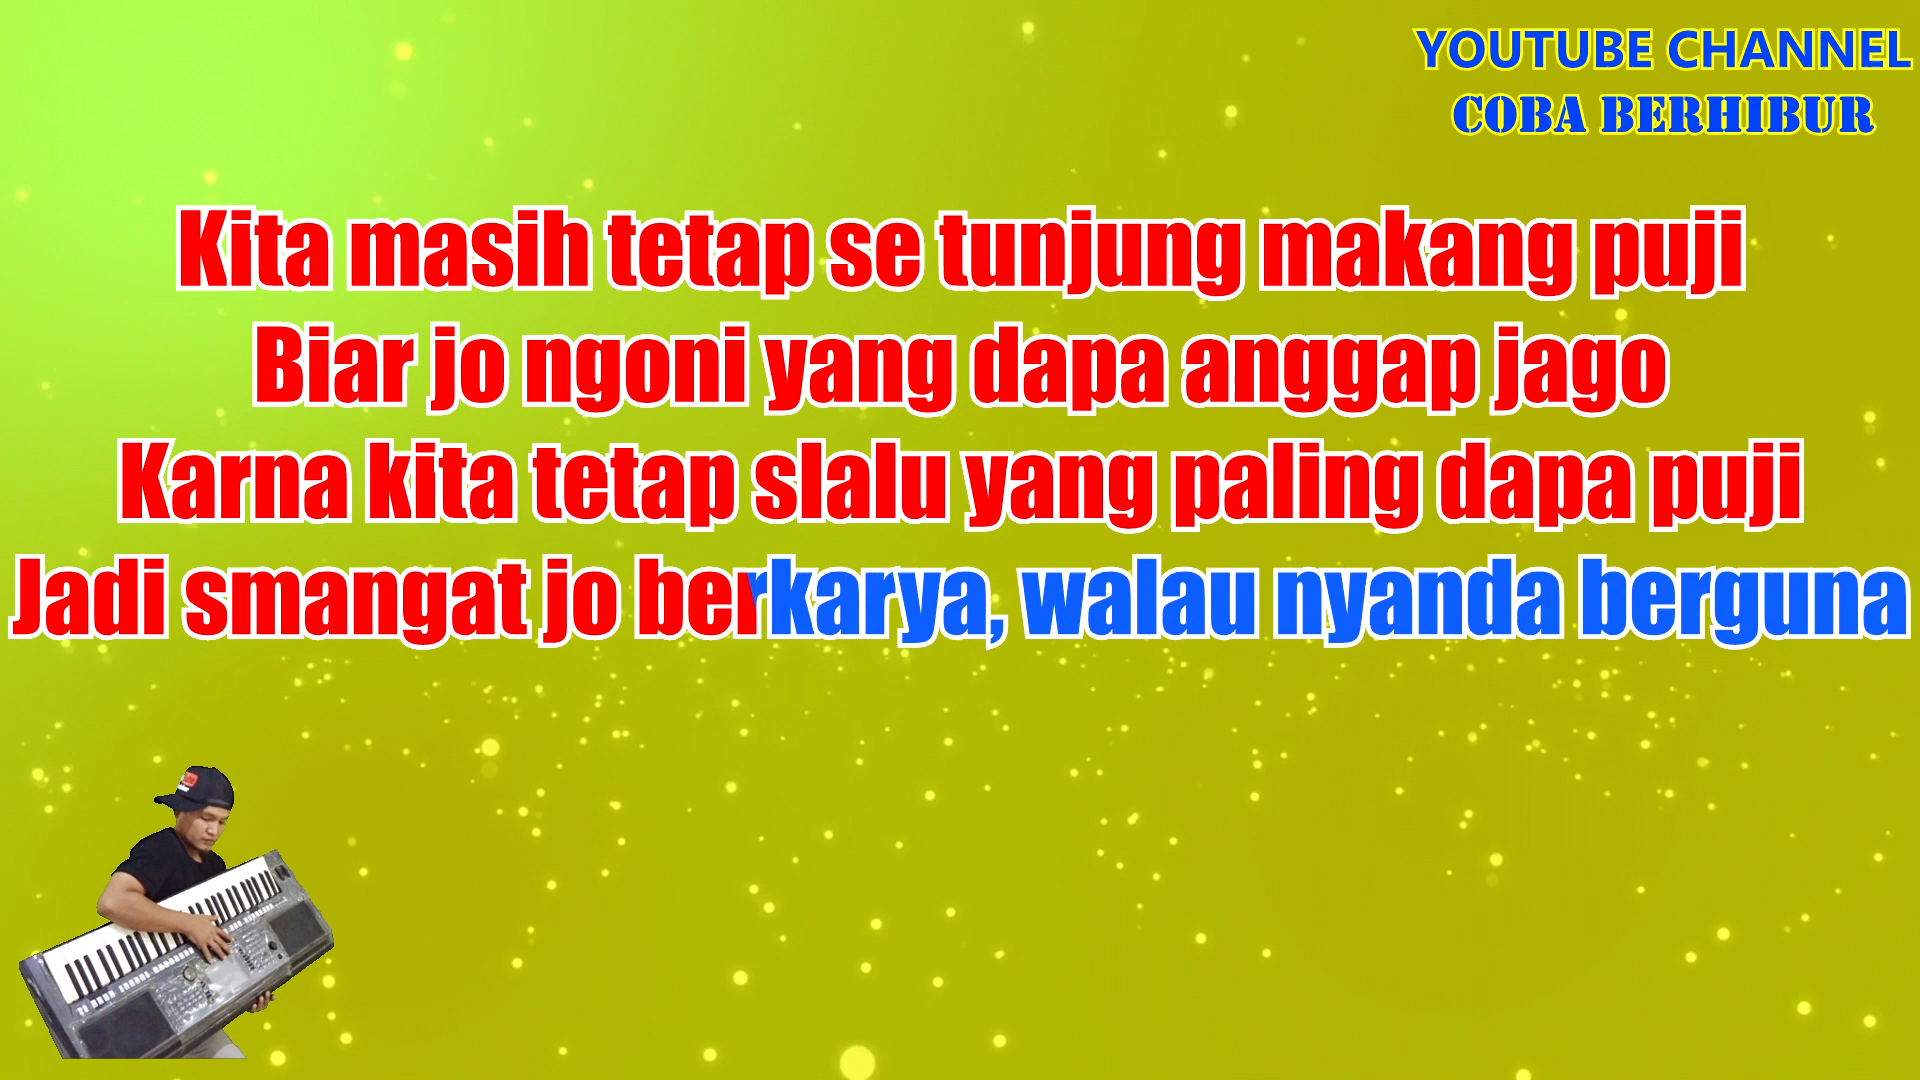 YOUTUBE CHANNEL
COBA BERHIBUR
Kita masih tetap se tunjung makang puji
Biar jo ngoni yang dapa anggap jago
Karna kita tetap slalu yang paling dapa puji
Jadi smangat jo berkarya, walau nyanda berguna